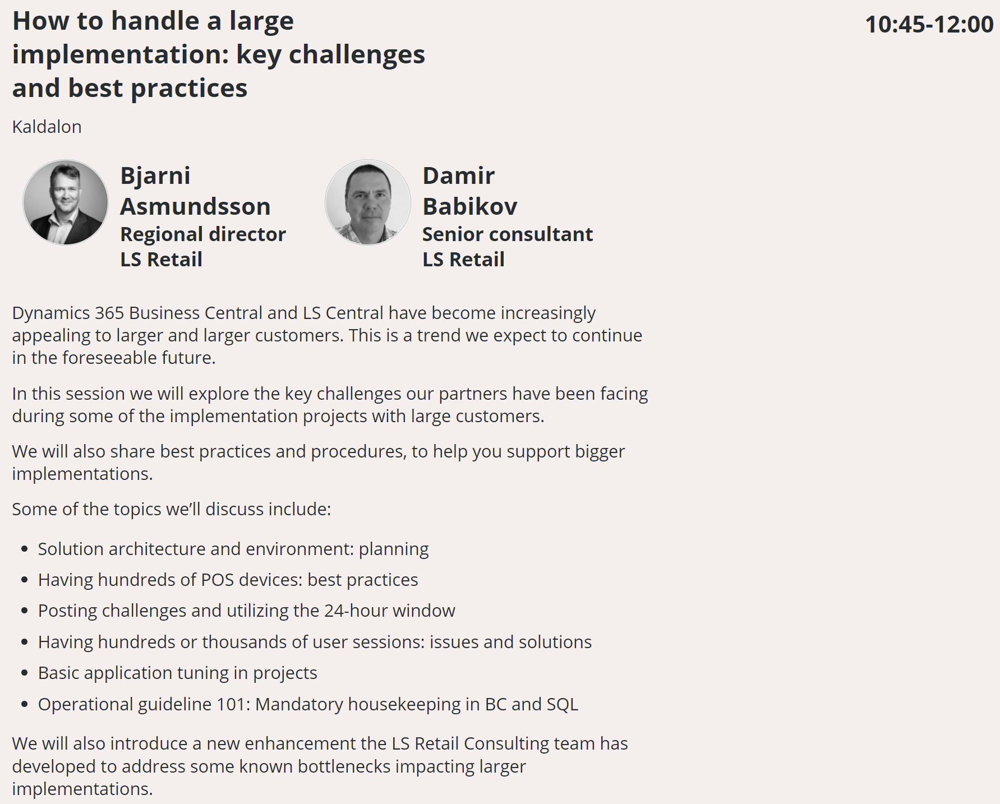 How to handle a large
implementation: key challenges
and best practices
10:45-12:00
Kaldalon
Bjarni
Asmundsson
Regional director
LS Retail
Damir
Babikov
Senior consultant
LS Retail
Dynamics 365 Business Central and LS Central have become increasingly
appealing to larger and larger customers. This is a trend we expect to continue
in the foreseeable future.
In this session we will explore the key challenges our partners have been facing
during some of the implementation projects with large customers.
We will also share best practices and procedures, to help you support bigger
implementations.
Some of the topics we’ll discuss include:
• Solution architecture and environment: planning
• Having hundreds of POS devices: best practices
• Posting challenges and utilizing the 24-hour window
• Having hundreds or thousands of user sessions: issues and solutions
• Basic application tuning in projects
• Operational guideline 101: Mandatory housekeeping in BC and SQL
We will also introduce a new enhancement the LS Retail Consulting team has
developed to address some known bottlenecks impacting larger
implementations.